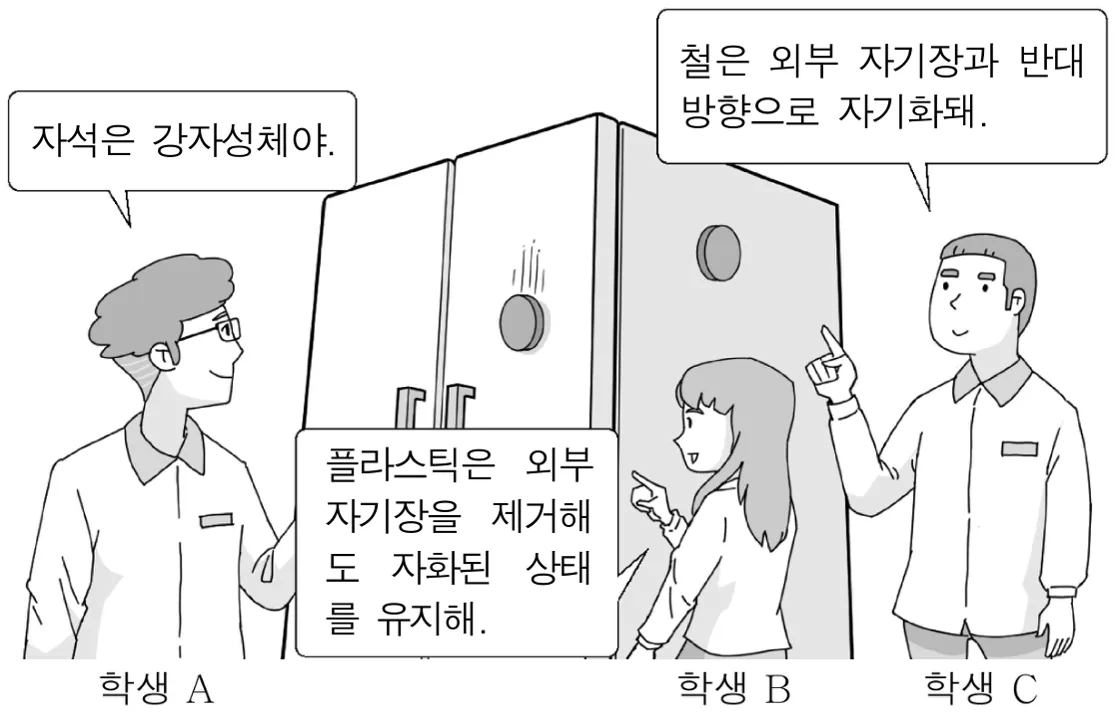 자석은 강자성체야.
철은 외부 자기장과 반대
방향으로 자기화돼.
플라스틱은 외부
자기장을 제거해
도 자화된 상태
를 유지해.
학생 A
학생 B
학생 C